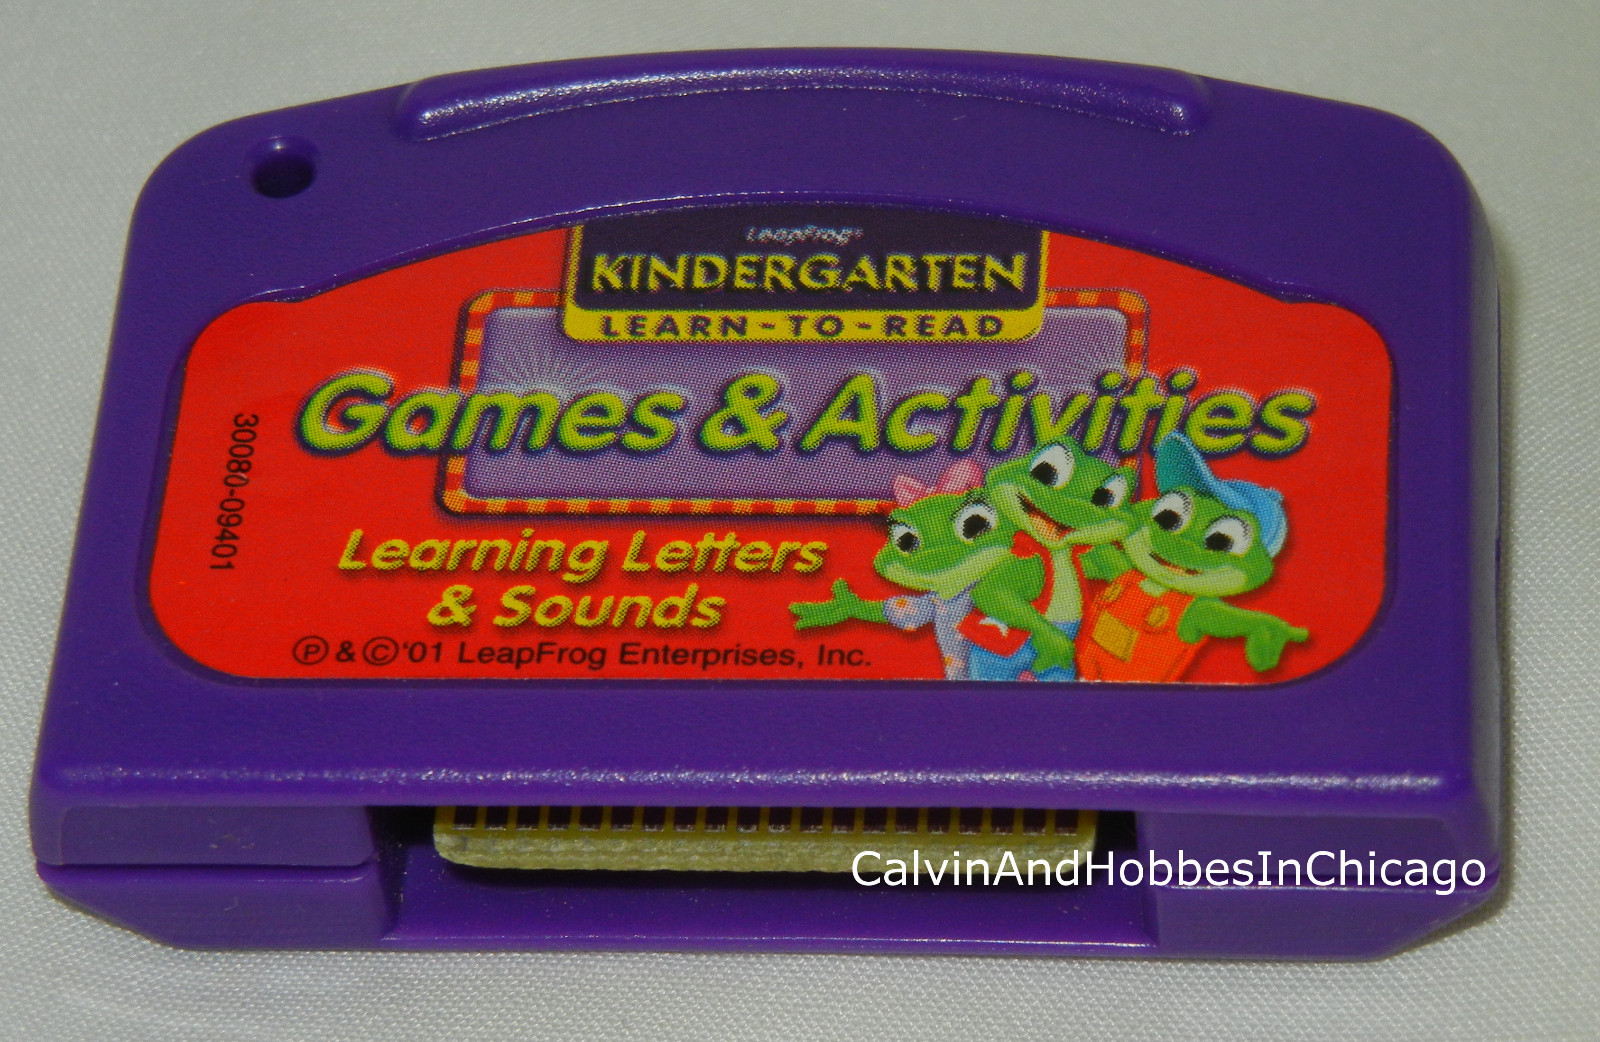 LeapFrog®
KINDERGARTEN
LEARN-TO-READ
Games & Activities
Learning Letters
& Sounds
Ⓟ & ©'01 LeapFrog Enterprises, Inc.
30080-09401
CalvinAndHobbesInChicago